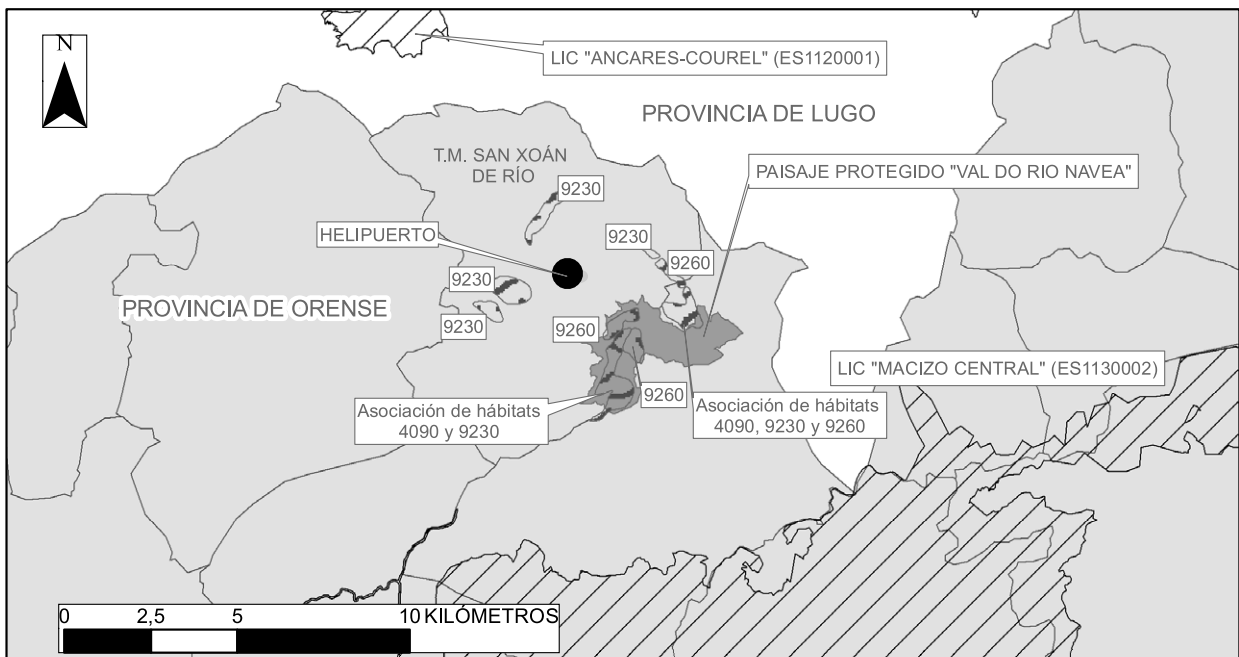 N
LIC "ANCARES-COUREL" (ES1120001)
PROVINCIA DE LUGO
T.M. SAN XOÁN
DE RÍO
PAISAJE PROTEGIDO "VAL DO RIO NAVEA"
9230
HELIPUERTO
9230
9260
9230
PROVINCIA DE ORENSE
9230
9260
LIC "MACIZO CENTRAL" (ES1130002)
9260
Asociación de hábitats
4090 y 9230
Asociación de hábitats
4090, 9230 y 9260
0 2,5 5 10 KILÓMETROS